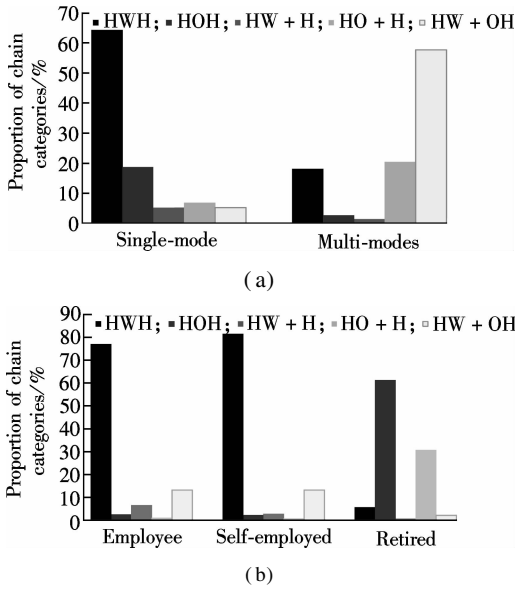 70
■HWH; ■HOH; ■HW + H; ■HO + H; □HW + OH
60
50
40
30
20
10
0
Proportion of chain
categories/%
Single-mode
Multi-modes
(a)
90
■HWH; ■HOH; ■HW + H; ■HO + H; □HW + OH
80
70
60
50
40
30
20
10
0
Proportion of chain
categories/%
Employee
Self-employed
Retired
(b)